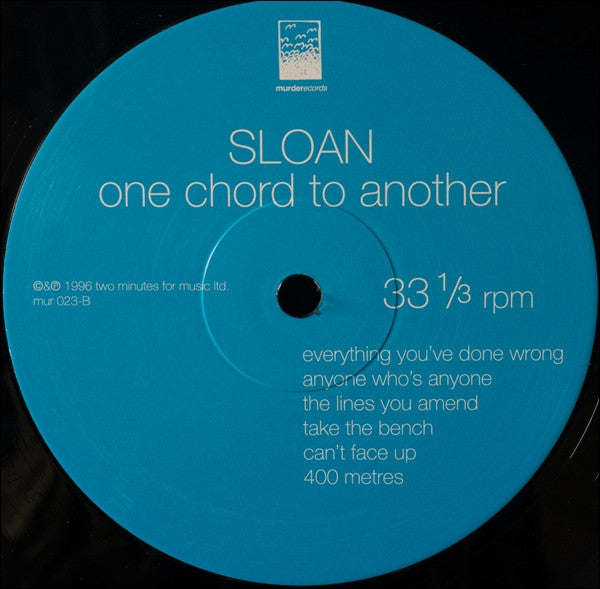 murderecords
SLOAN
one chord to another
©&℗ 1996 two minutes for music ltd.
mur 023-B
33 1/3 rpm
everything you've done wrong
anyone who's anyone
the lines you amend
take the bench
can't face up
400 metres